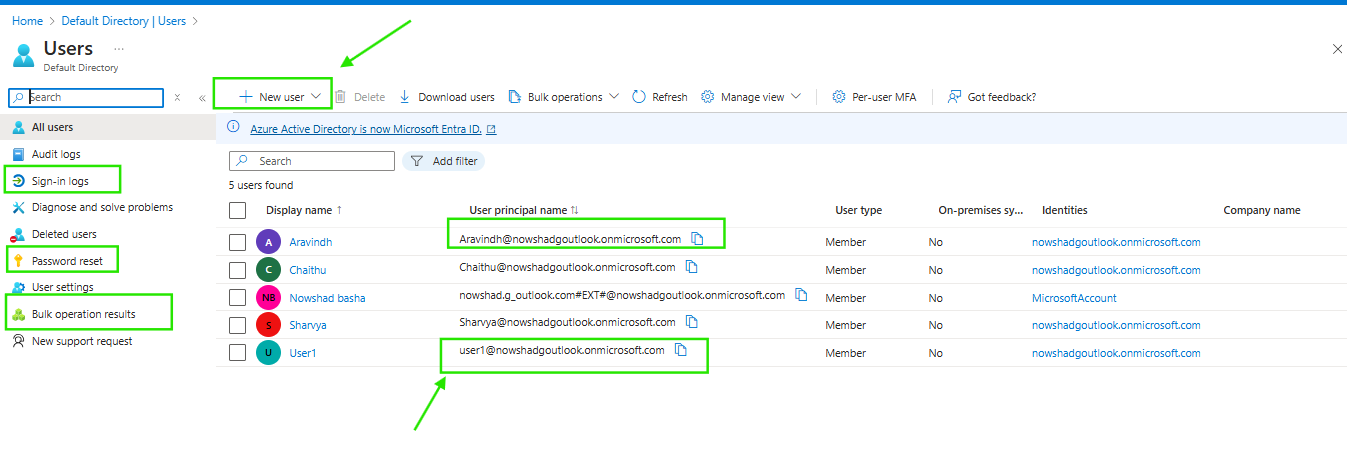 Home > Default Directory | Users >
Users ...
Default Directory
Search
New user Delete Download users Bulk operations Refresh Manage view Per-user MFA Got feedback?
All users
Audit logs
Sign-in logs
Diagnose and solve problems
Deleted users
Password reset
User settings
Bulk operation results
New support request
Azure Active Directory is now Microsoft Entra ID.
Search Add filter
5 users found
Display name ↑ User principal name ↑↓ User type On-premises sy... Identities Company name
A Aravindh Aravindh@nowshadgoutlook.onmicrosoft.com Member No nowshadgoutlook.onmicrosoft.com
C Chaithu Chaithu@nowshadgoutlook.onmicrosoft.com Member No nowshadgoutlook.onmicrosoft.com
NB Nowshad basha nowshad.g_outlook.com#EXT#@nowshadgoutlook.onmicrosoft.com Member No MicrosoftAccount
S Sharvya Sharvya@nowshadgoutlook.onmicrosoft.com Member No nowshadgoutlook.onmicrosoft.com
U User1 user1@nowshadgoutlook.onmicrosoft.com Member No nowshadgoutlook.onmicrosoft.com